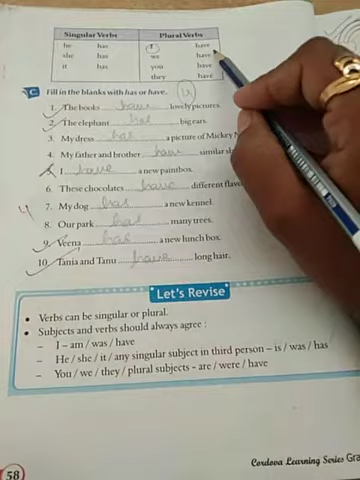 Singular Verbs Plural Verbs
he has I have
she has we have
it has you have
they have
C Fill in the blanks with has or have.
1. The books have lovely pictures.
2. The elephant has big ears.
3. My dress has a picture of Mickey
4. My father and brother have similar
5. I have a new paintbox.
6. These chocolates have different
7. My dog has a new kennel.
8. Our park has many trees.
9. Veena has a new lunch box.
10. Tania and Tanu have long hair.
Let's Revise
• Verbs can be singular or plural.
• Subjects and verbs should always agree :
– I – am / was / have
– He / she / it / any singular subject in third person – is / was / has
– You / we / they / plural subjects - are / were / have
Cordova Learning Series
58